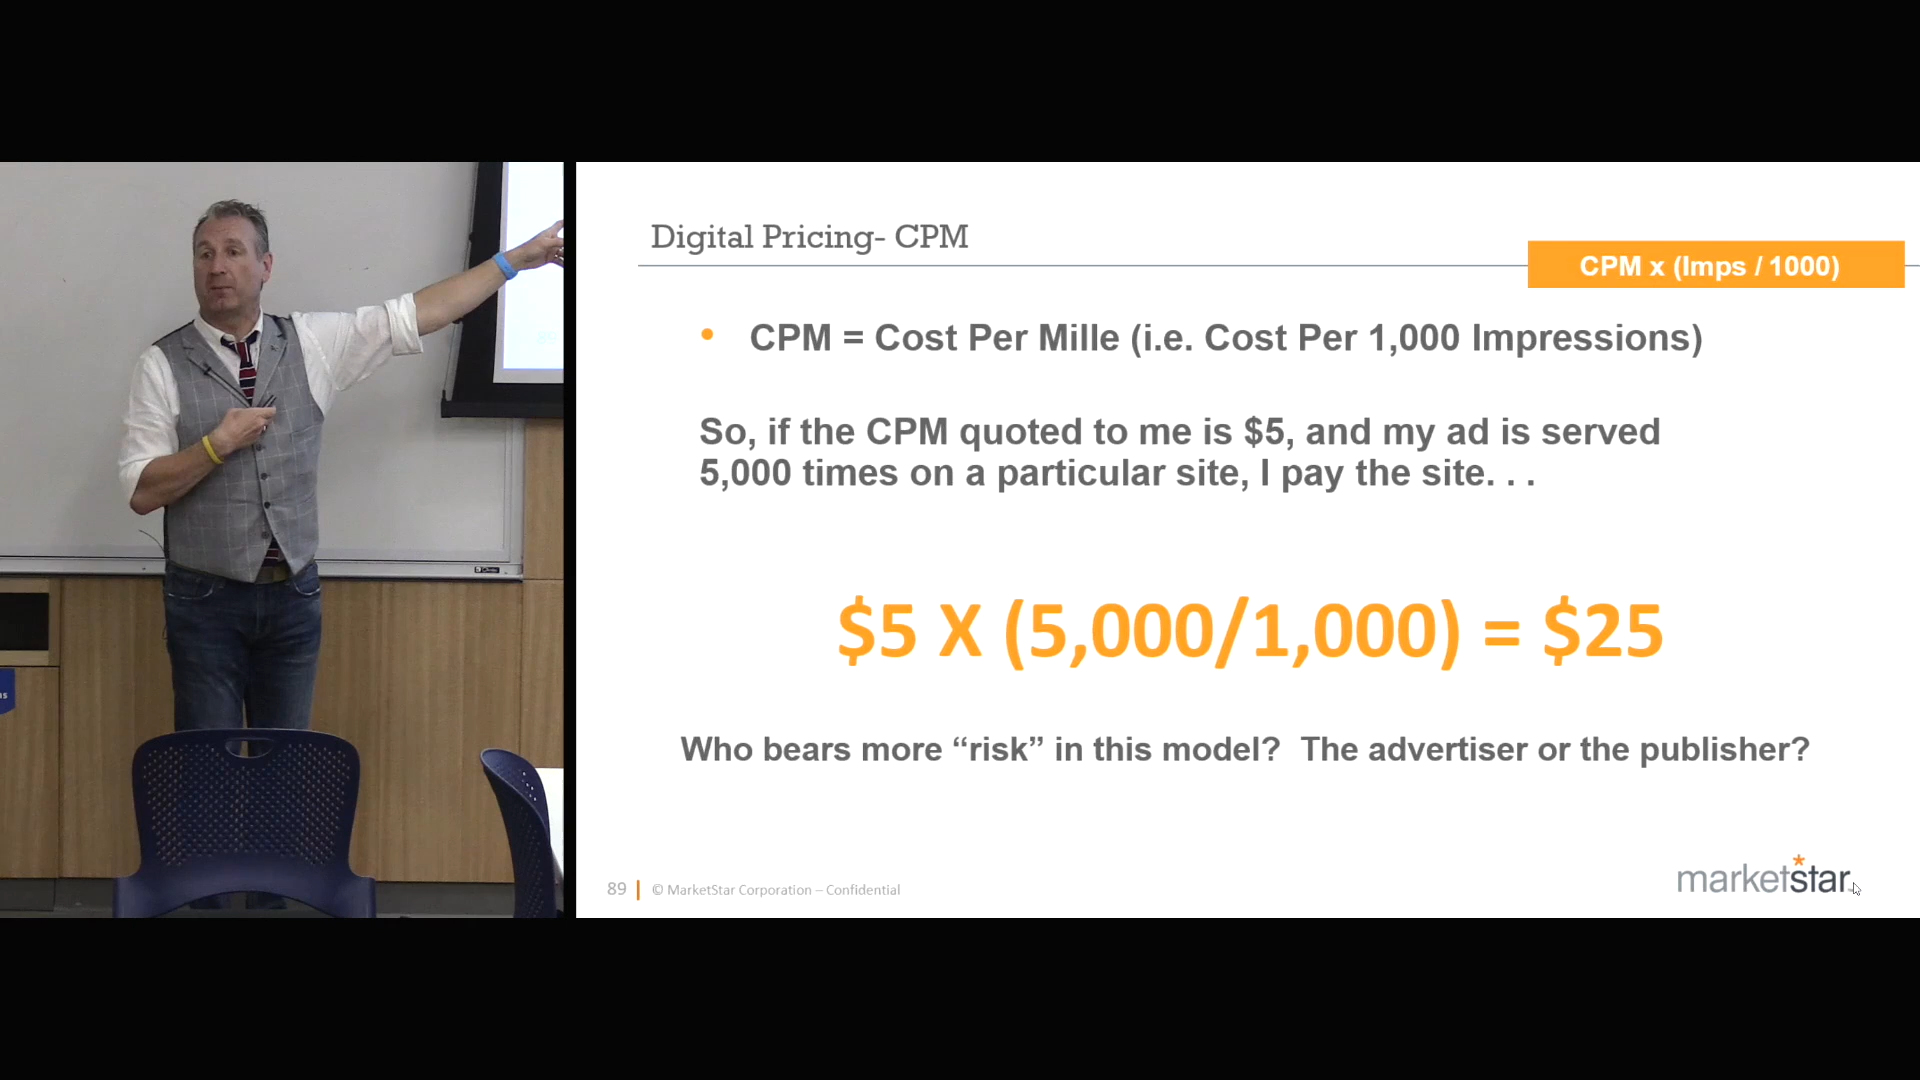 Digital Pricing- CPM
CPM x (Imps / 1000)
• CPM = Cost Per Mille (i.e. Cost Per 1,000 Impressions)
So, if the CPM quoted to me is $5, and my ad is served
5,000 times on a particular site, I pay the site. . .
$5 X (5,000/1,000) = $25
Who bears more “risk” in this model?  The advertiser or the publisher?
89 | © MarketStar Corporation – Confidential
marketstar